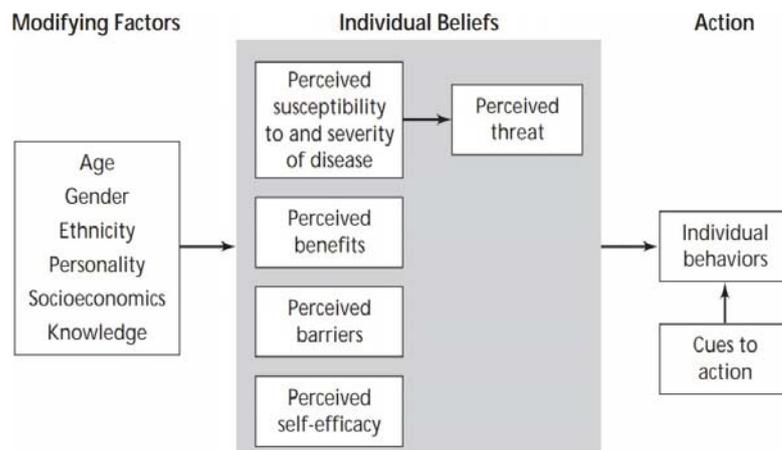 Modifying Factors
Individual Beliefs
Action
Age
Gender
Ethnicity
Personality
Socioeconomics
Knowledge
Perceived
susceptibility
to and severity
of disease
Perceived
threat
Perceived
benefits
Perceived
barriers
Perceived
self-efficacy
Individual
behaviors
Cues to
action